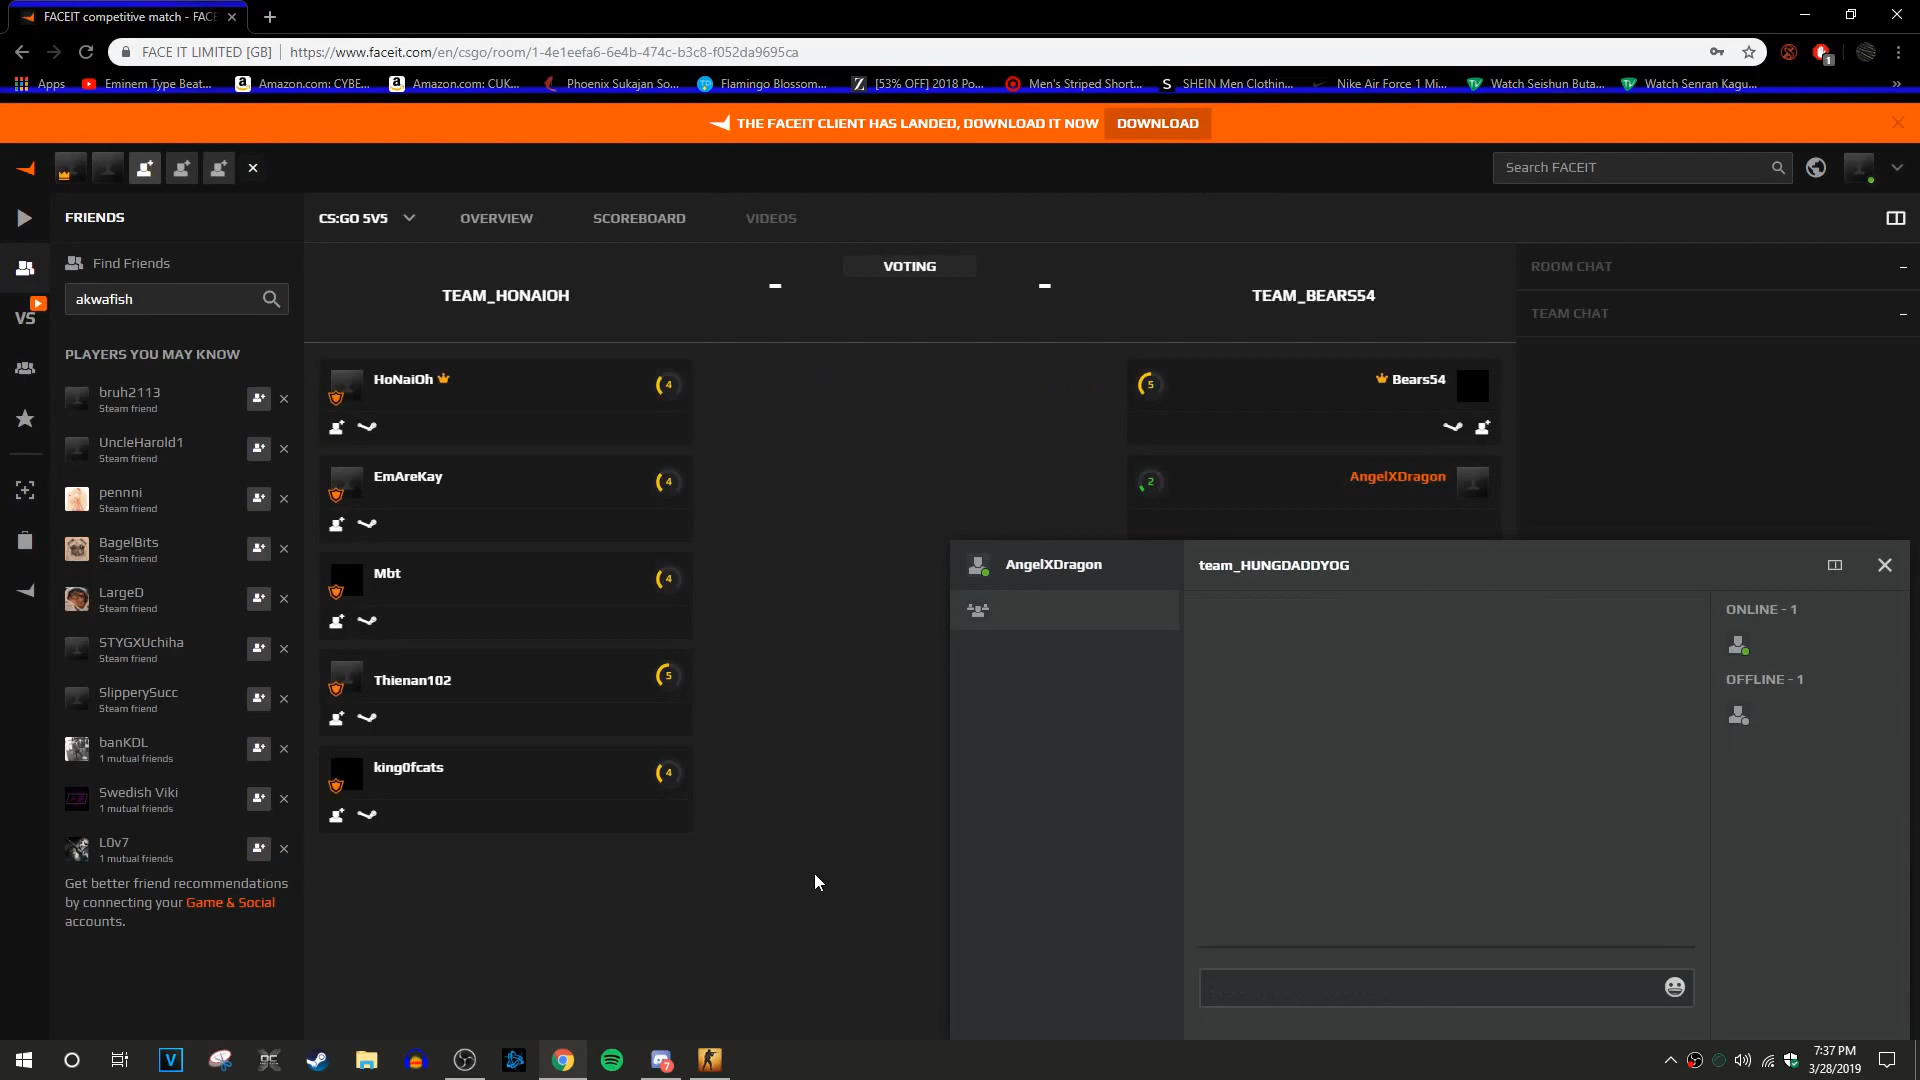 FACEIT competitive match - FACE
FACE IT LIMITED [GB] | https://www.faceit.com/en/csgo/room/1-4e1eefa6-6e4b-474c-b3c8-f052da9695ca
Apps
Eminem Type Beat...
Amazon.com: CYBE...
Amazon.com: CUK...
Phoenix Sukajan So...
Flamingo Blossom...
[53% OFF] 2018 Po...
Men's Striped Short...
SHEIN Men Clothin...
Nike Air Force 1 Mi...
Watch Seishun Buta...
Watch Senran Kagu...
THE FACEIT CLIENT HAS LANDED, DOWNLOAD IT NOW
DOWNLOAD
Search FACEIT
FRIENDS
CS:GO 5V5
OVERVIEW
SCOREBOARD
VIDEOS
Find Friends
akwafish
VS
PLAYERS YOU MAY KNOW
bruh2113
Steam friend
UncleHarold1
Steam friend
pennni
Steam friend
BagelBits
Steam friend
LargeD
Steam friend
STYGXUchiha
Steam friend
SlipperySucc
Steam friend
banKDL
1 mutual friends
Swedish Viki
1 mutual friends
L0v7
1 mutual friends
Get better friend recommendations
by connecting your Game & Social
accounts.
TEAM_HONAIOH
-
VOTING
-
TEAM_BEARS54
HoNaiOh
4
EmAreKay
4
Mbt
4
Thienan102
5
king0fcats
4
5
Bears54
2
AngelXDragon
ROOM CHAT
TEAM CHAT
AngelXDragon
team_HUNGDADDYOG
ONLINE - 1
OFFLINE - 1
7
7:37 PM
3/28/2019